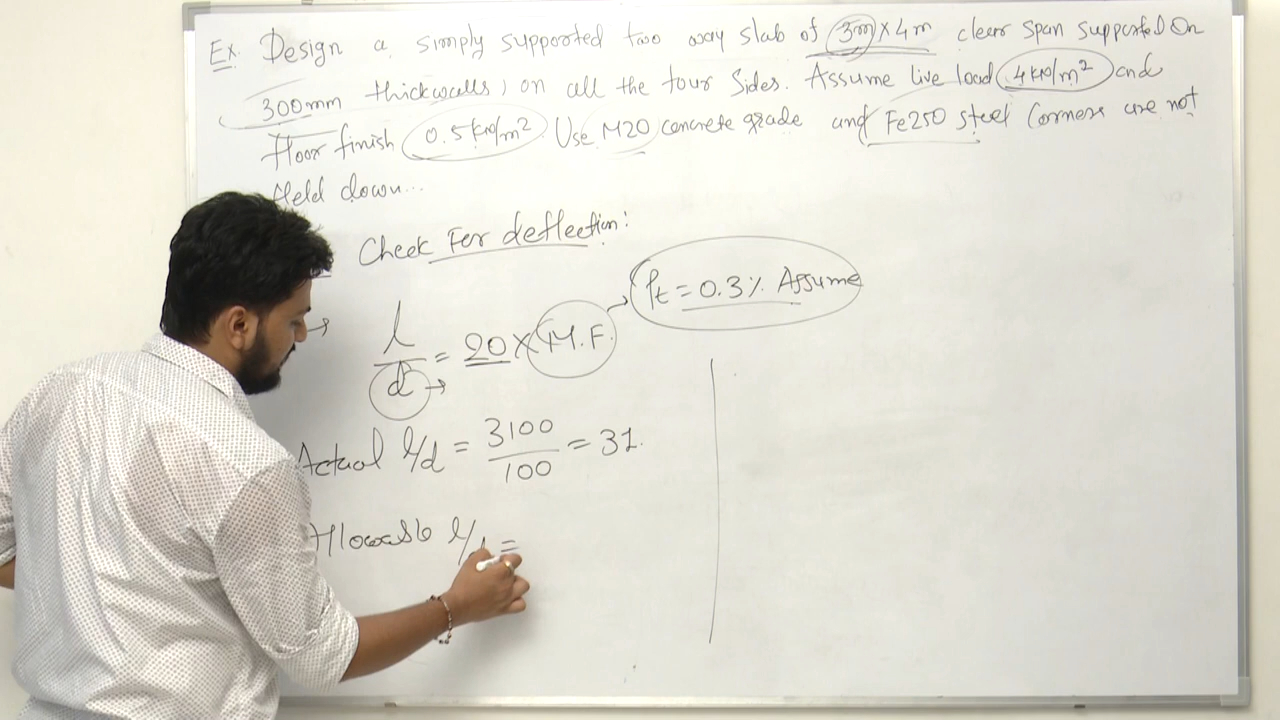 Ex. Design a simply supported two way slab of 3m x 4m clear span supported on
300mm thick walls, on all the four sides. Assume live load 4 kN/m² and
Floor finish 0.5 kN/m² Use M20 concrete grade and Fe250 steel Corners are not
Held down...
Check For deflection:
l/d = 20 x M.F. → Pt = 0.3% Assume
Actual l/d = 3100/100 = 31.
Allowable l/d =